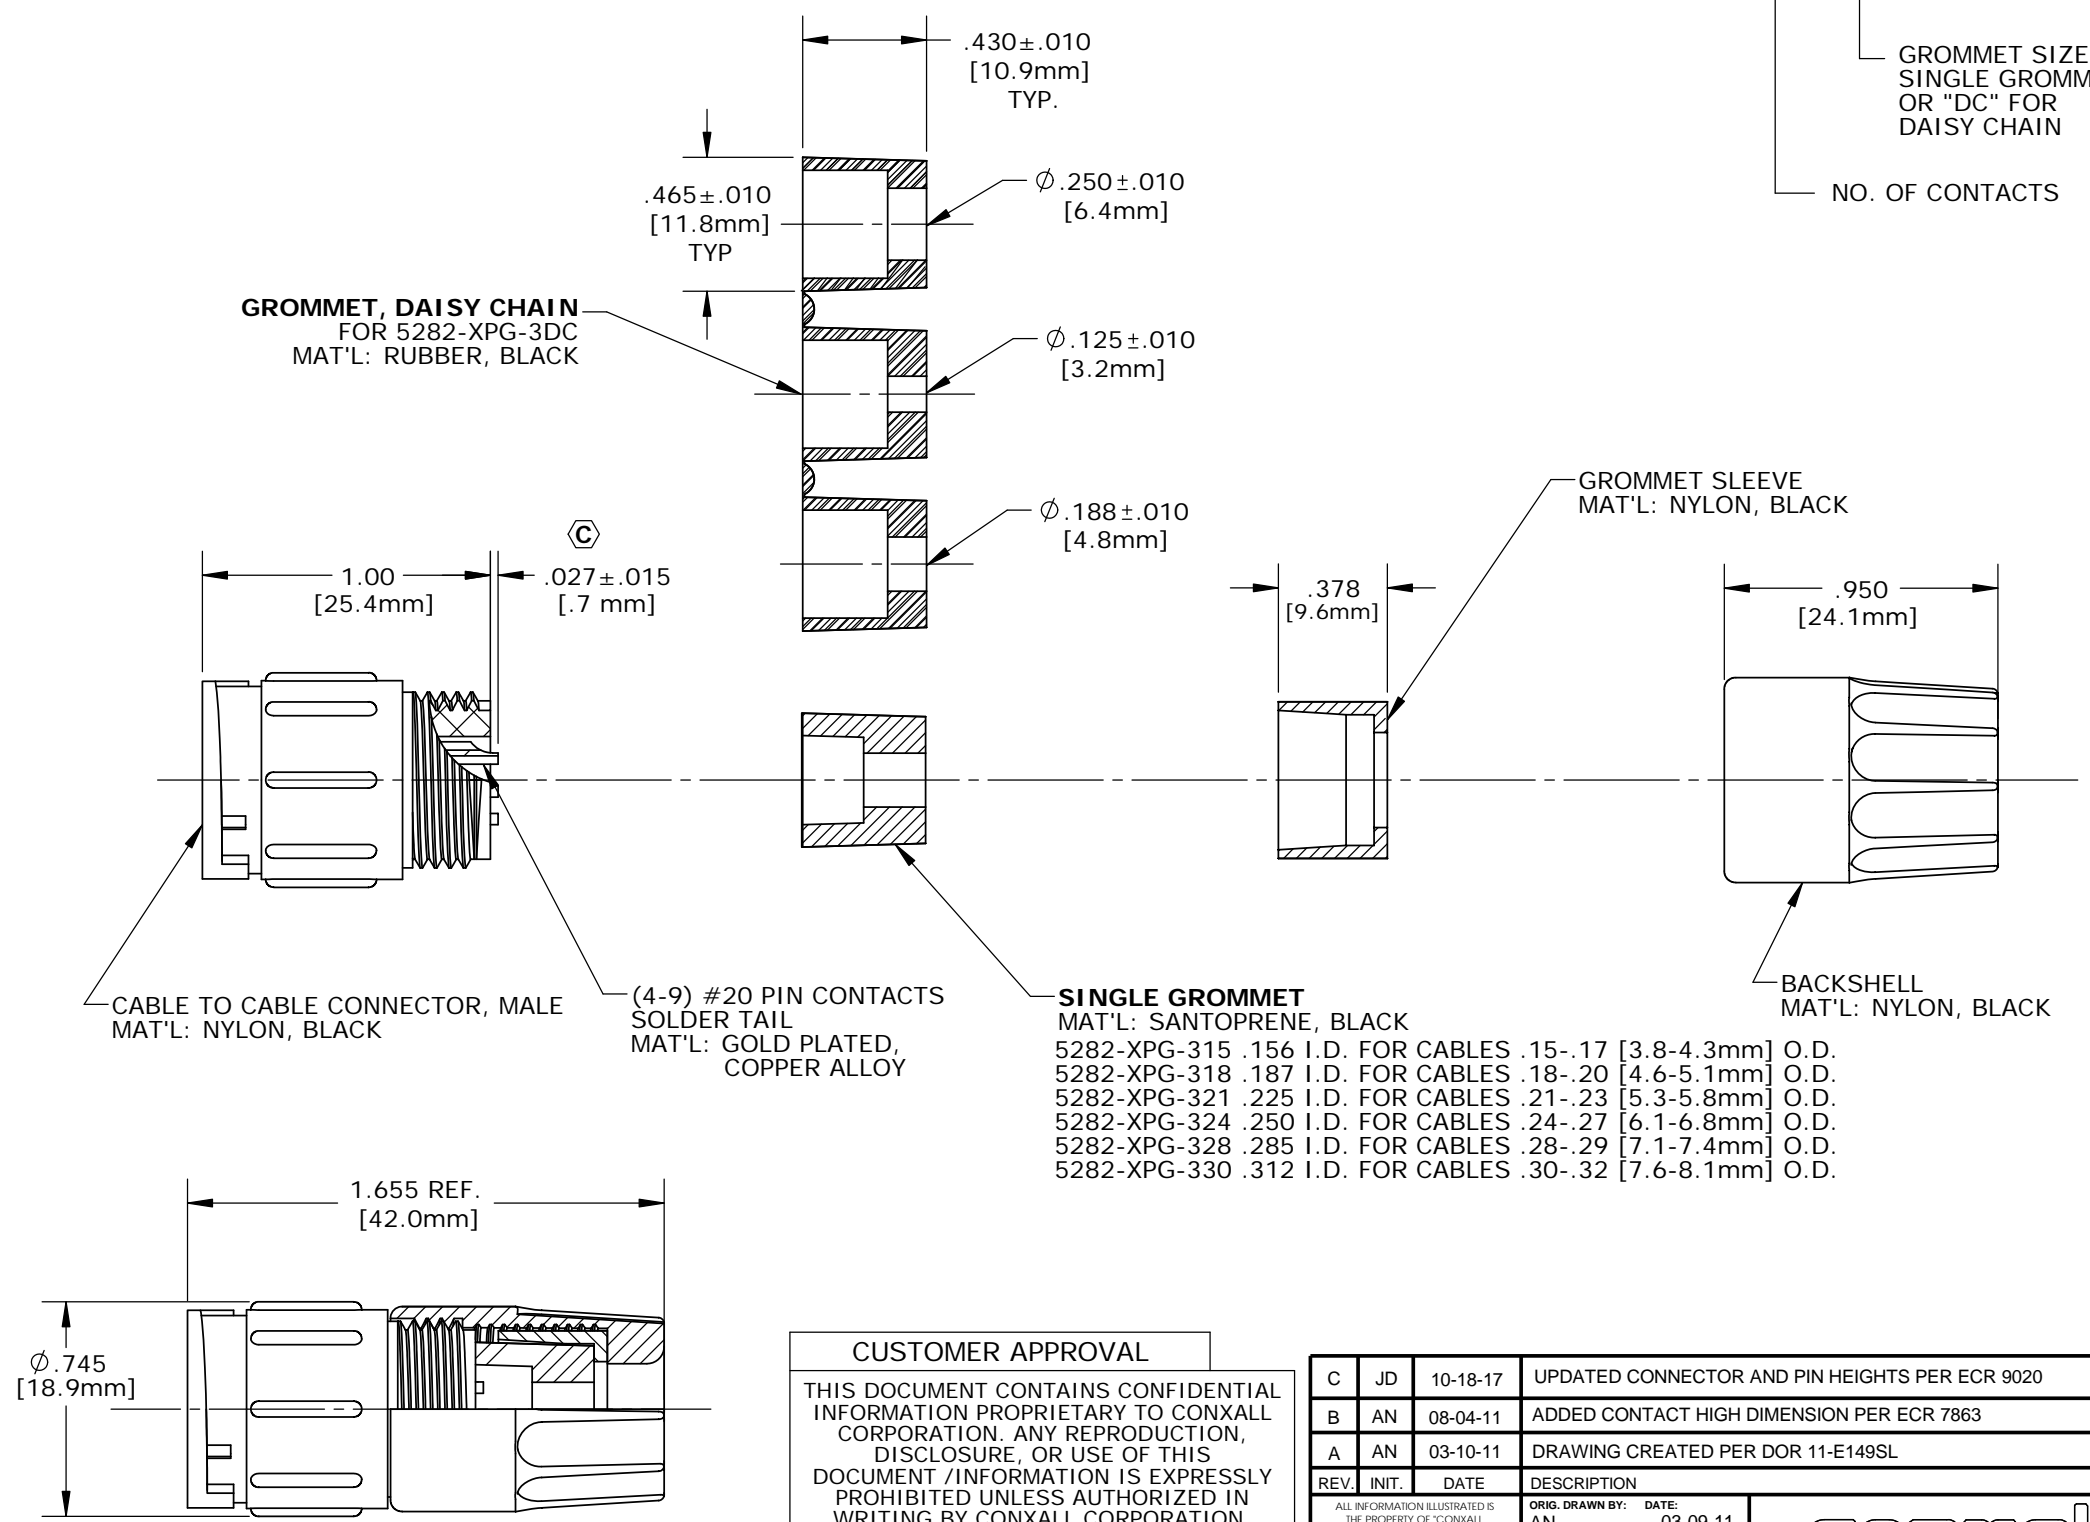 .430±.010
[10.9mm]
TYP.
GROMMET SIZE
SINGLE
OR "DC" FOR
DAISY CHAIN
NO. OF CONTACTS
.465±.010
[11.8mm]
TYP
Ø.250±.010
[6.4mm]
GROMMET, DAISY CHAIN
FOR 5282-XPG-3DC
MAT'L: RUBBER, BLACK
Ø.125±.010
[3.2mm]
Ø.188±.010
[4.8mm]
GROMMET SLEEVE
MAT'L: NYLON, BLACK
C
1.00
[25.4mm]
.027±.015
[.7 mm]
.378
[9.6mm]
.950
[24.1mm]
CABLE TO CABLE CONNECTOR, MALE
MAT'L: NYLON, BLACK
(4-9) #20 PIN CONTACTS
SOLDER TAIL
MAT'L: GOLD PLATED,
COPPER ALLOY
SINGLE GROMMET
MAT'L: SANTOPRENE, BLACK
5282-XPG-315 .156 I.D. FOR CABLES .15-.17 [3.8-4.3mm] O.D.
5282-XPG-318 .187 I.D. FOR CABLES .18-.20 [4.6-5.1mm] O.D.
5282-XPG-321 .225 I.D. FOR CABLES .21-.23 [5.3-5.8mm] O.D.
5282-XPG-324 .250 I.D. FOR CABLES .24-.27 [6.1-6.8mm] O.D.
5282-XPG-328 .285 I.D. FOR CABLES .28-.29 [7.1-7.4mm] O.D.
5282-XPG-330 .312 I.D. FOR CABLES .30-.32 [7.6-8.1mm] O.D.
BACKSHELL
MAT'L: NYLON, BLACK
1.655 REF.
[42.0mm]
Ø.745
[18.9mm]
CUSTOMER APPROVAL
THIS DOCUMENT CONTAINS CONFIDENTIAL
INFORMATION PROPRIETARY TO CONXALL
CORPORATION. ANY REPRODUCTION,
DISCLOSURE, OR USE OF THIS
DOCUMENT /INFORMATION IS EXPRESSLY
PROHIBITED UNLESS AUTHORIZED IN
WRITING BY CONXALL CORPORATION
C JD 10-18-17 UPDATED CONNECTOR AND PIN HEIGHTS PER ECR 9020
B AN 08-04-11 ADDED CONTACT HIGH DIMENSION PER ECR 7863
A AN 03-10-11 DRAWING CREATED PER DOR 11-E149SL
REV. INIT. DATE DESCRIPTION
ALL INFORMATION ILLUSTRATED IS
THE PROPERTY OF "CONXALL
ORIG. DRAWN BY: DATE:
AN 03-09-11